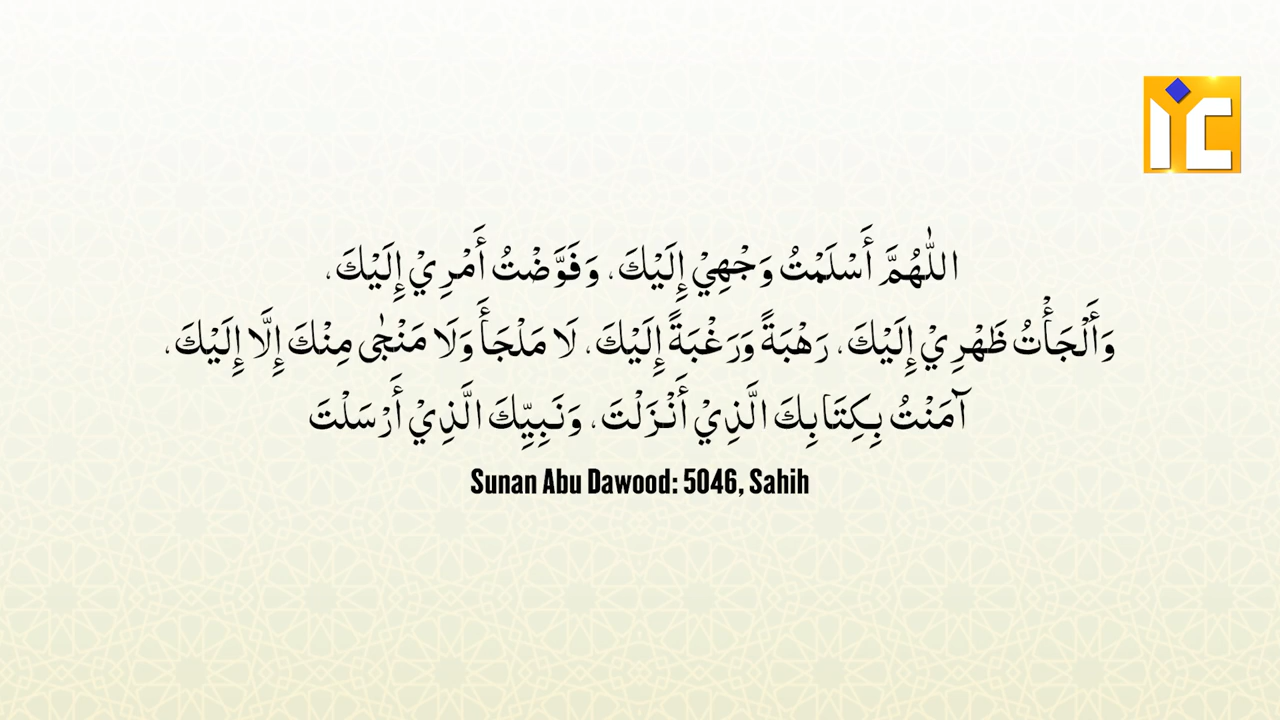 اللّٰهُمَّ أَسْلَمْتُ وَجْهِيْ إِلَيْكَ، وَفَوَّضْتُ أَمْرِيْ إِلَيْكَ،
وَأَلْجَأْتُ ظَهْرِيْ إِلَيْكَ، رَهْبَةً وَرَغْبَةً إِلَيْكَ، لَا مَلْجَأَ وَلَا مَنْجٰى مِنْكَ إِلَّا إِلَيْكَ،
آمَنْتُ بِكِتَابِكَ الَّذِيْ أَنْزَلْتَ، وَنَبِيِّكَ الَّذِيْ أَرْسَلْتَ
Sunan Abu Dawood: 5046, Sahih